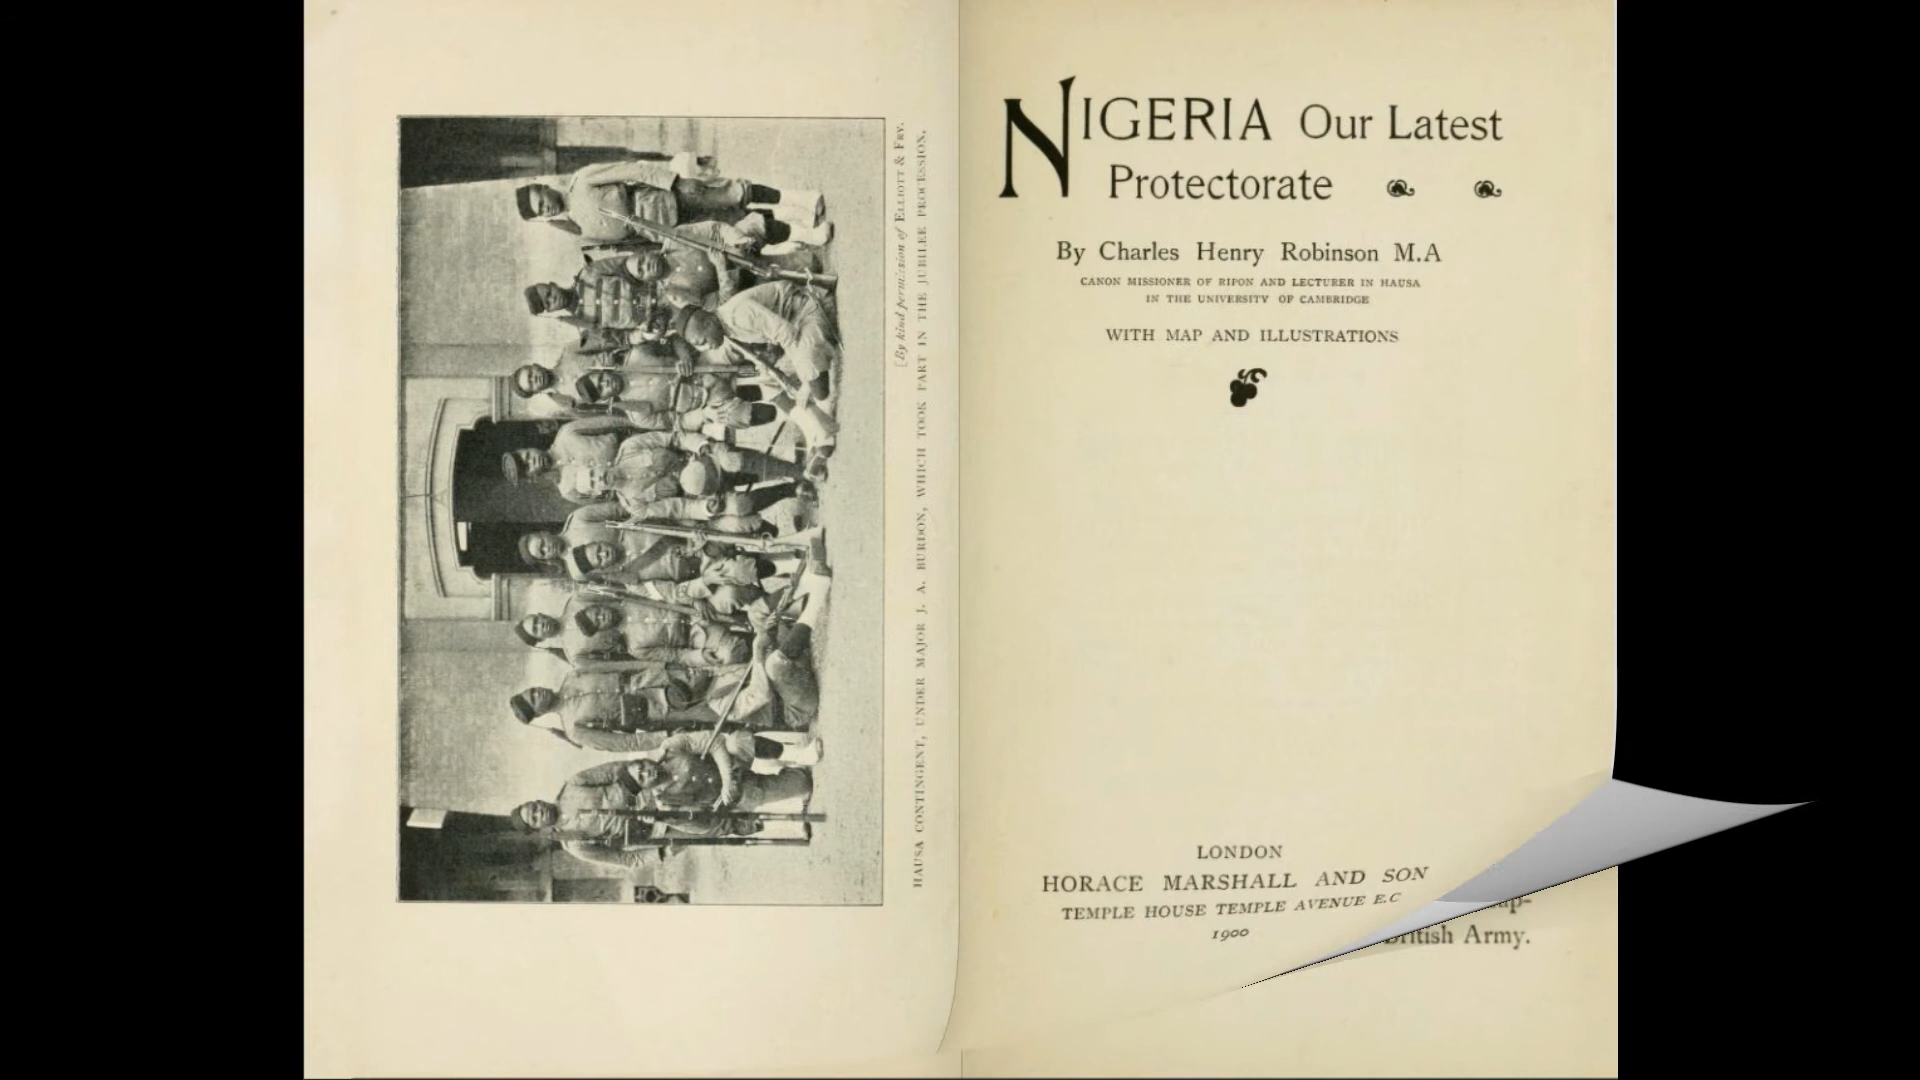 [By kind permission of ELLIOTT & FRY.
HAUSA CONTINGENT, UNDER MAJOR J. A. BURDON, WHICH TOOK PART IN THE JUBILEE PROCESSION.
NIGERIA Our Latest
Protectorate
By Charles Henry Robinson M.A
CANON MISSIONER OF RIPON AND LECTURER IN HAUSA
IN THE UNIVERSITY OF CAMBRIDGE
WITH MAP AND ILLUSTRATIONS
LONDON
HORACE MARSHALL AND SON
TEMPLE HOUSE TEMPLE AVENUE E.C
1900
British Army.